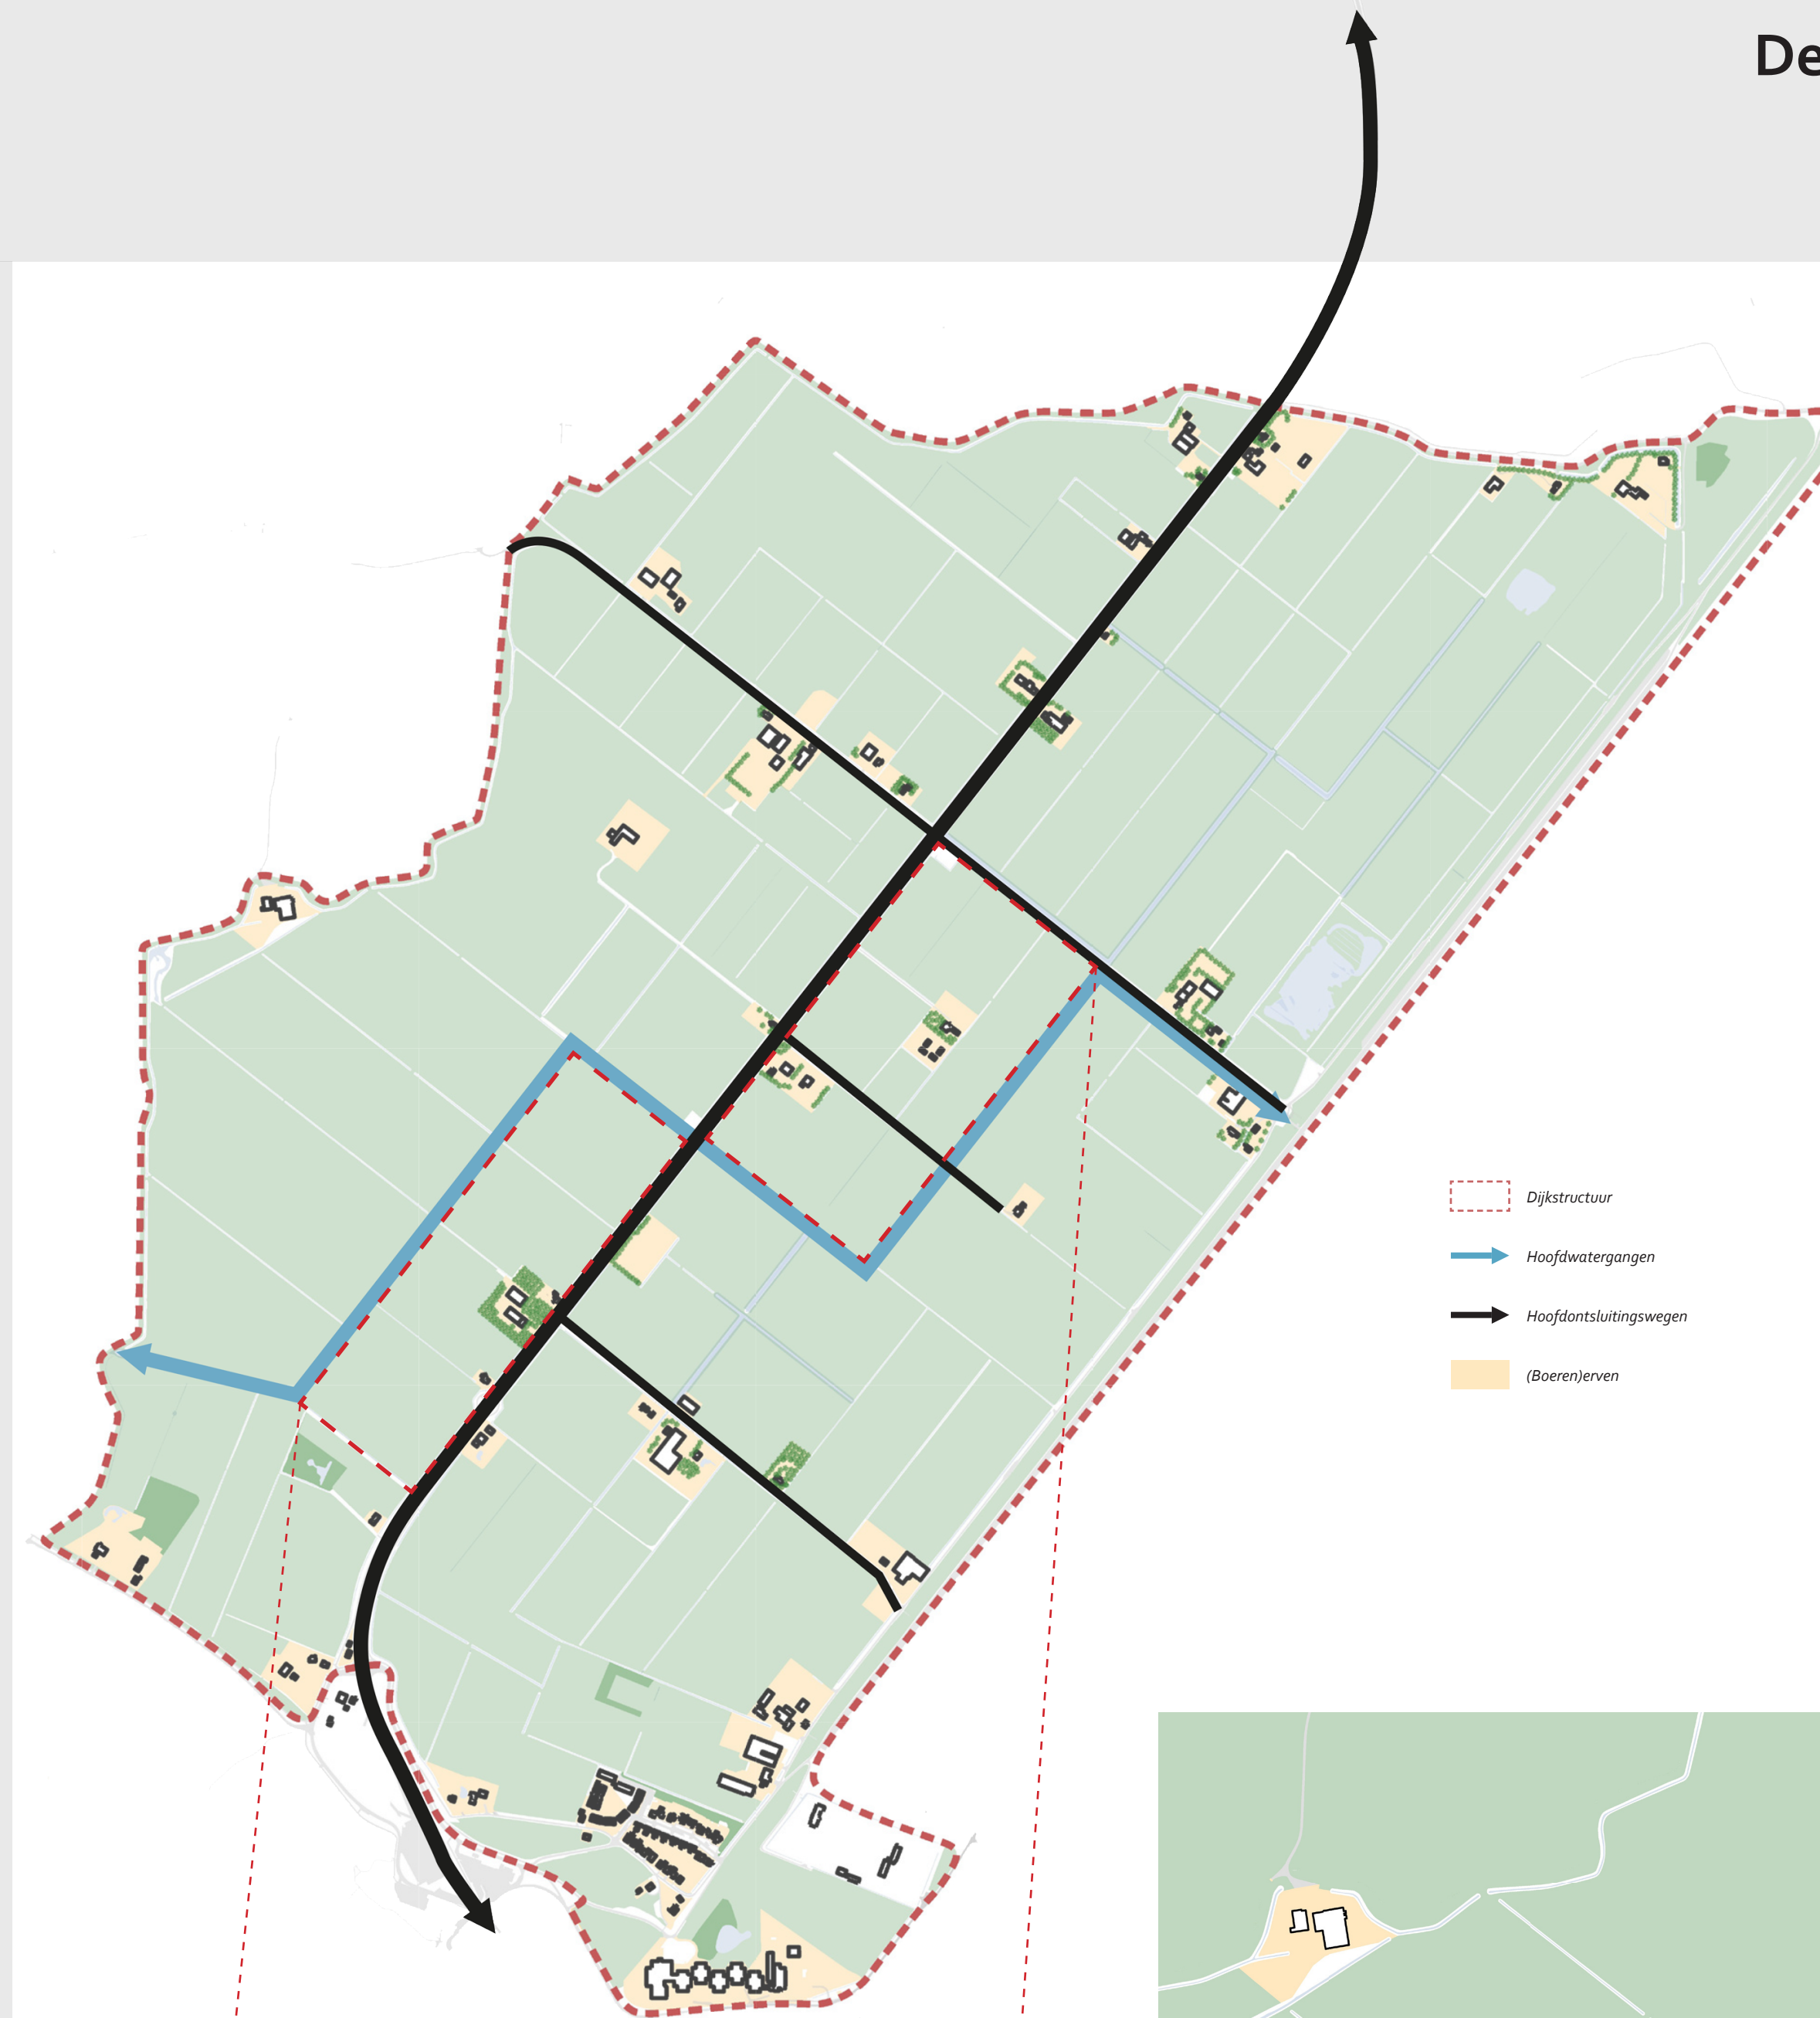 De
Dijkstructuur
Hoofdwatergangen
Hoofdontsluitingswegen
(Boeren)erven